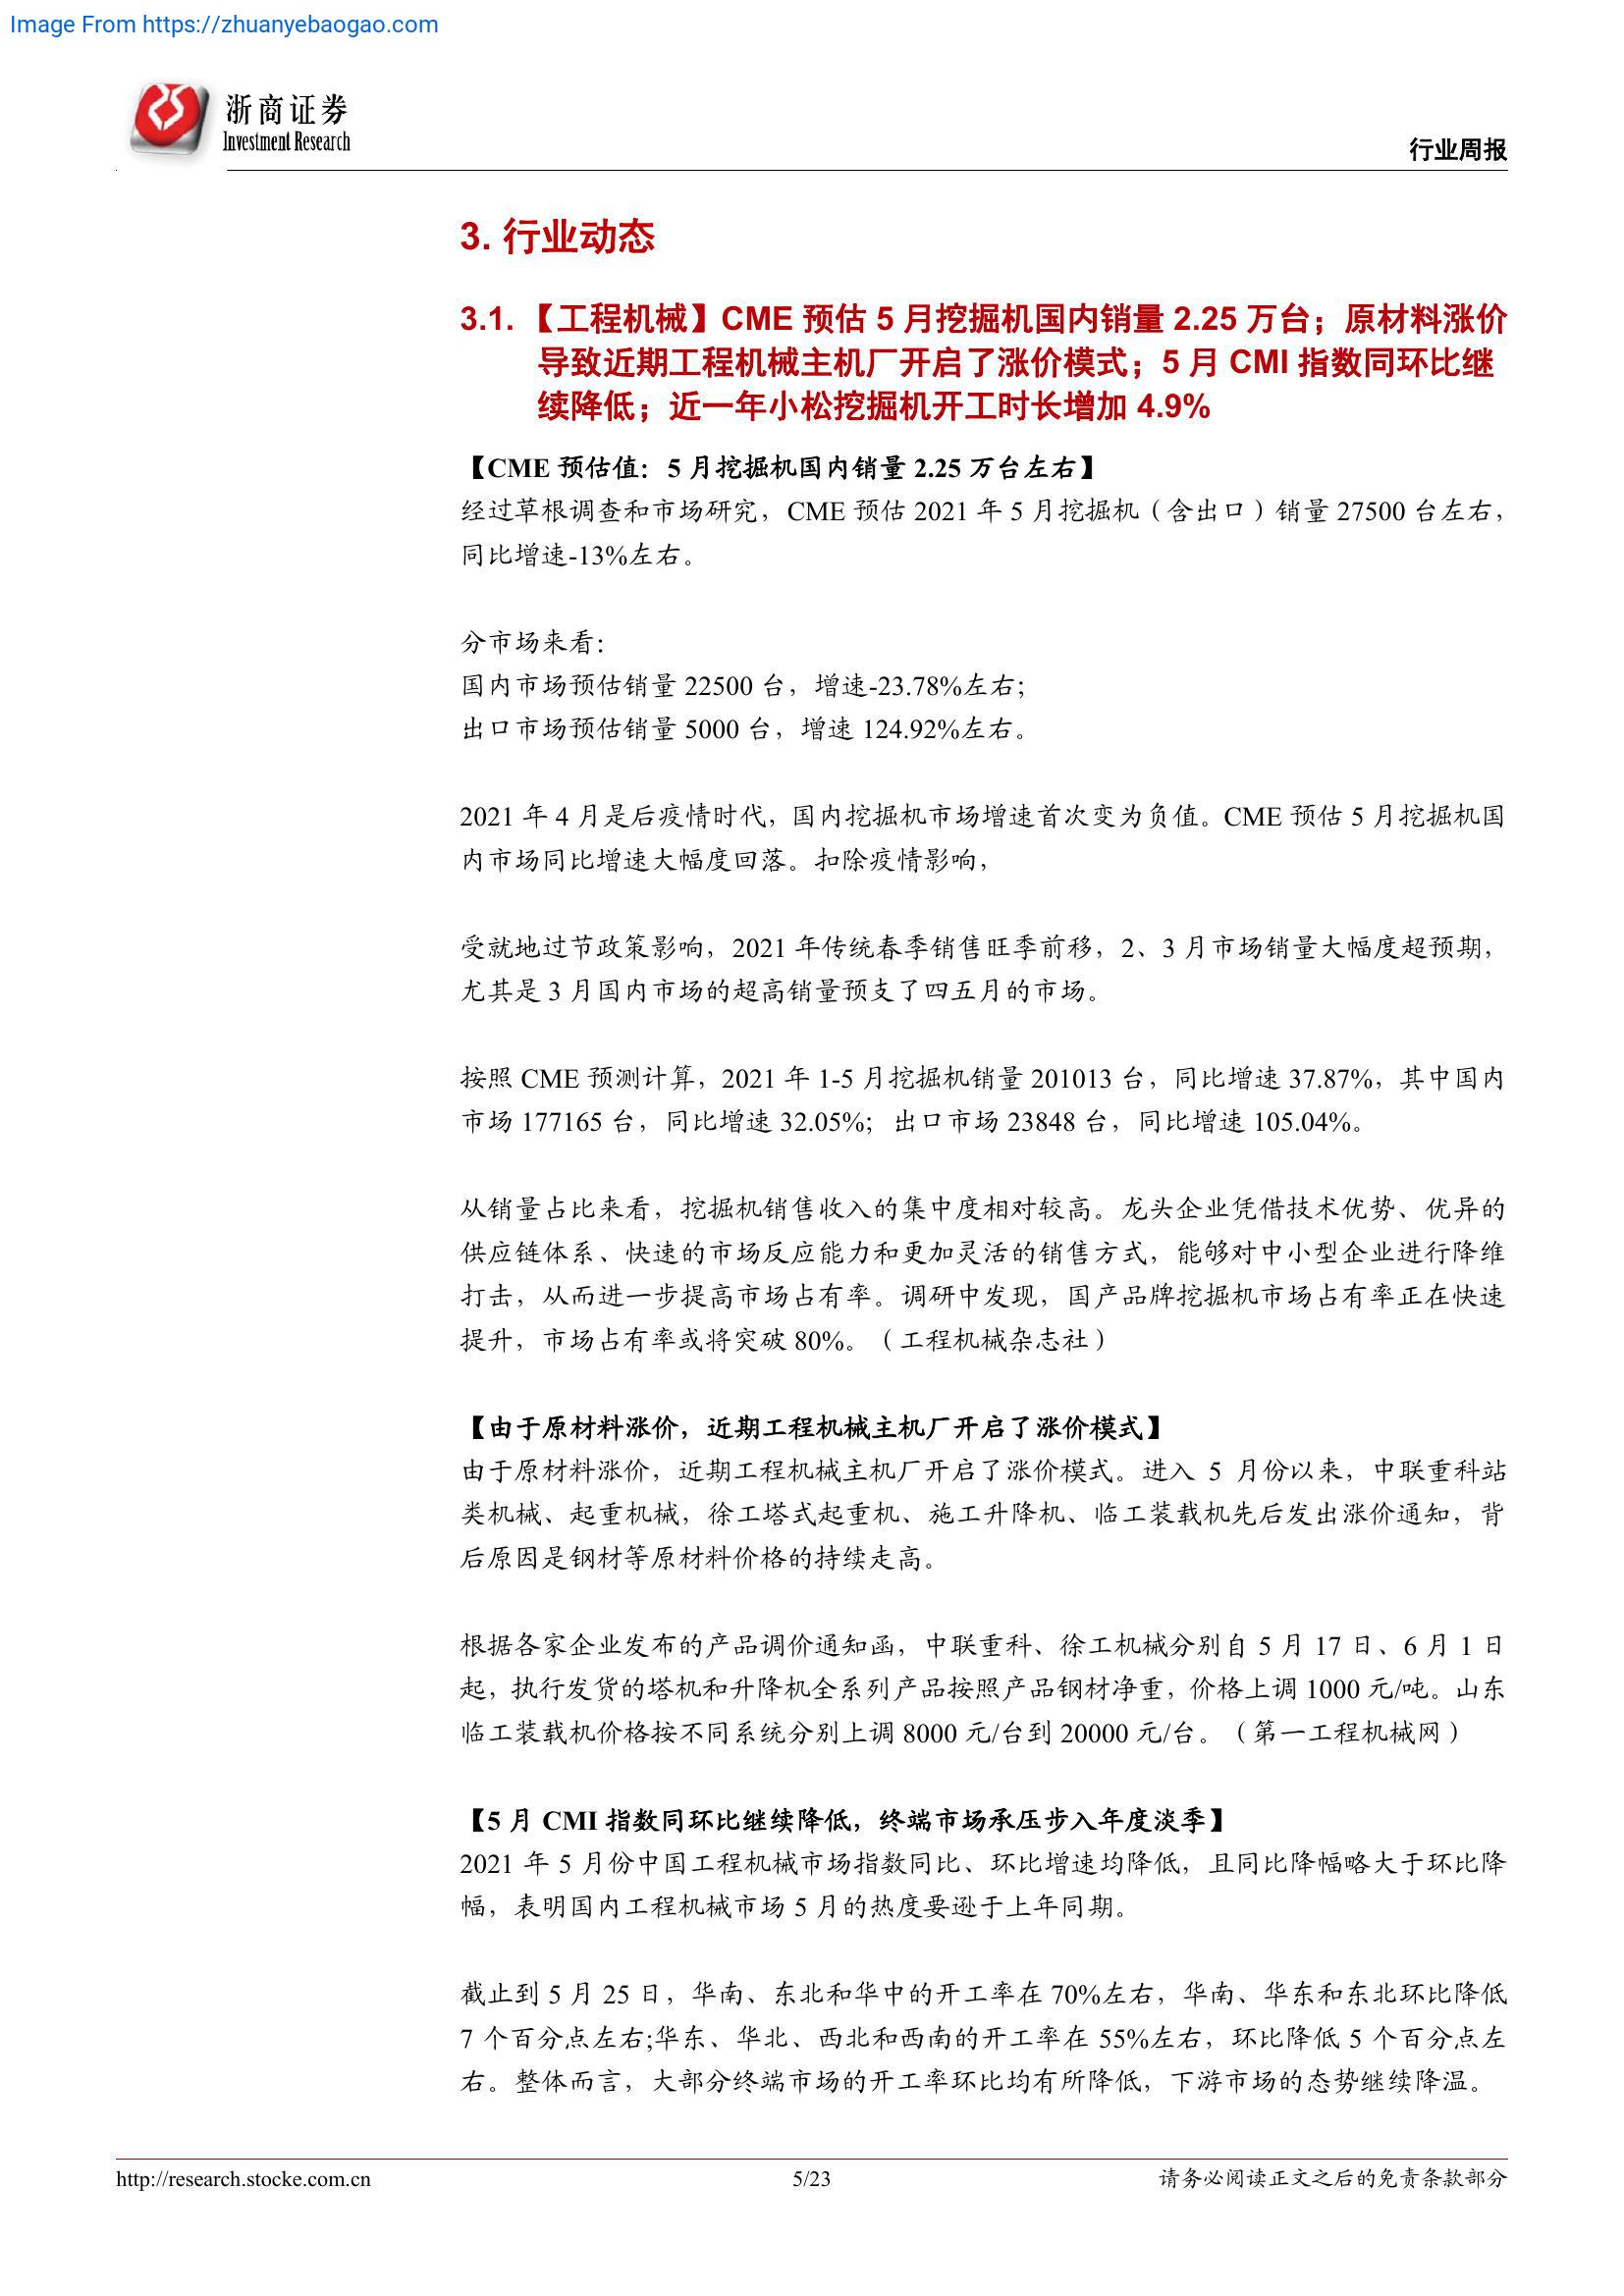 Image From https://zhuanyebaogao.com
浙商证券
Investment Research
行业周报
3. 行业动态
3.1. 【工程机械】CME 预估 5 月挖掘机国内销量 2.25 万台；原材料涨价
导致近期工程机械主机厂开启了涨价模式；5 月 CMI 指数同环比继
续降低；近一年小松挖掘机开工时长增加 4.9%
【CME 预估值：5 月挖掘机国内销量 2.25 万台左右】
经过草根调查和市场研究，CME 预估 2021 年 5 月挖掘机（含出口）销量 27500 台左右，
同比增速-13%左右。
分市场来看：
国内市场预估销量 22500 台，增速-23.78%左右；
出口市场预估销量 5000 台，增速 124.92%左右。
2021 年 4 月是后疫情时代，国内挖掘机市场增速首次变为负值。CME 预估 5 月挖掘机国
内市场同比增速大幅度回落。扣除疫情影响，
受就地过节政策影响，2021 年传统春季销售旺季前移，2、3 月市场销量大幅度超预期，
尤其是 3 月国内市场的超高销量预支了四五月的市场。
按照 CME 预测计算，2021 年 1-5 月挖掘机销量 201013 台，同比增速 37.87%，其中国内
市场 177165 台，同比增速 32.05%；出口市场 23848 台，同比增速 105.04%。
从销量占比来看，挖掘机销售收入的集中度相对较高。龙头企业凭借技术优势、优异的
供应链体系、快速的市场反应能力和更加灵活的销售方式，能够对中小型企业进行降维
打击，从而进一步提高市场占有率。调研中发现，国产品牌挖掘机市场占有率正在快速
提升，市场占有率或将突破 80%。（工程机械杂志社）
【由于原材料涨价，近期工程机械主机厂开启了涨价模式】
由于原材料涨价，近期工程机械主机厂开启了涨价模式。进入 5 月份以来，中联重科站
类机械、起重机械，徐工塔式起重机、施工升降机、临工装载机先后发出涨价通知，背
后原因是钢材等原材料价格的持续走高。
根据各家企业发布的产品调价通知函，中联重科、徐工机械分别自 5 月 17 日、6 月 1 日
起，执行发货的塔机和升降机全系列产品按照产品钢材净重，价格上调 1000 元/吨。山东
临工装载机价格按不同系统分别上调 8000 元/台到 20000 元/台。（第一工程机械网）
【5 月 CMI 指数同环比继续降低，终端市场承压步入年度淡季】
2021 年 5 月份中国工程机械市场指数同比、环比增速均降低，且同比降幅略大于环比降
幅，表明国内工程机械市场 5 月的热度要逊于上年同期。
截止到 5 月 25 日，华南、东北和华中的开工率在 70%左右，华南、华东和东北环比降低
7 个百分点左右;华东、华北、西北和西南的开工率在 55%左右，环比降低 5 个百分点左
右。整体而言，大部分终端市场的开工率环比均有所降低，下游市场的态势继续降温。
http://research.stocke.com.cn
5/23
请务必阅读正文之后的免责条款部分